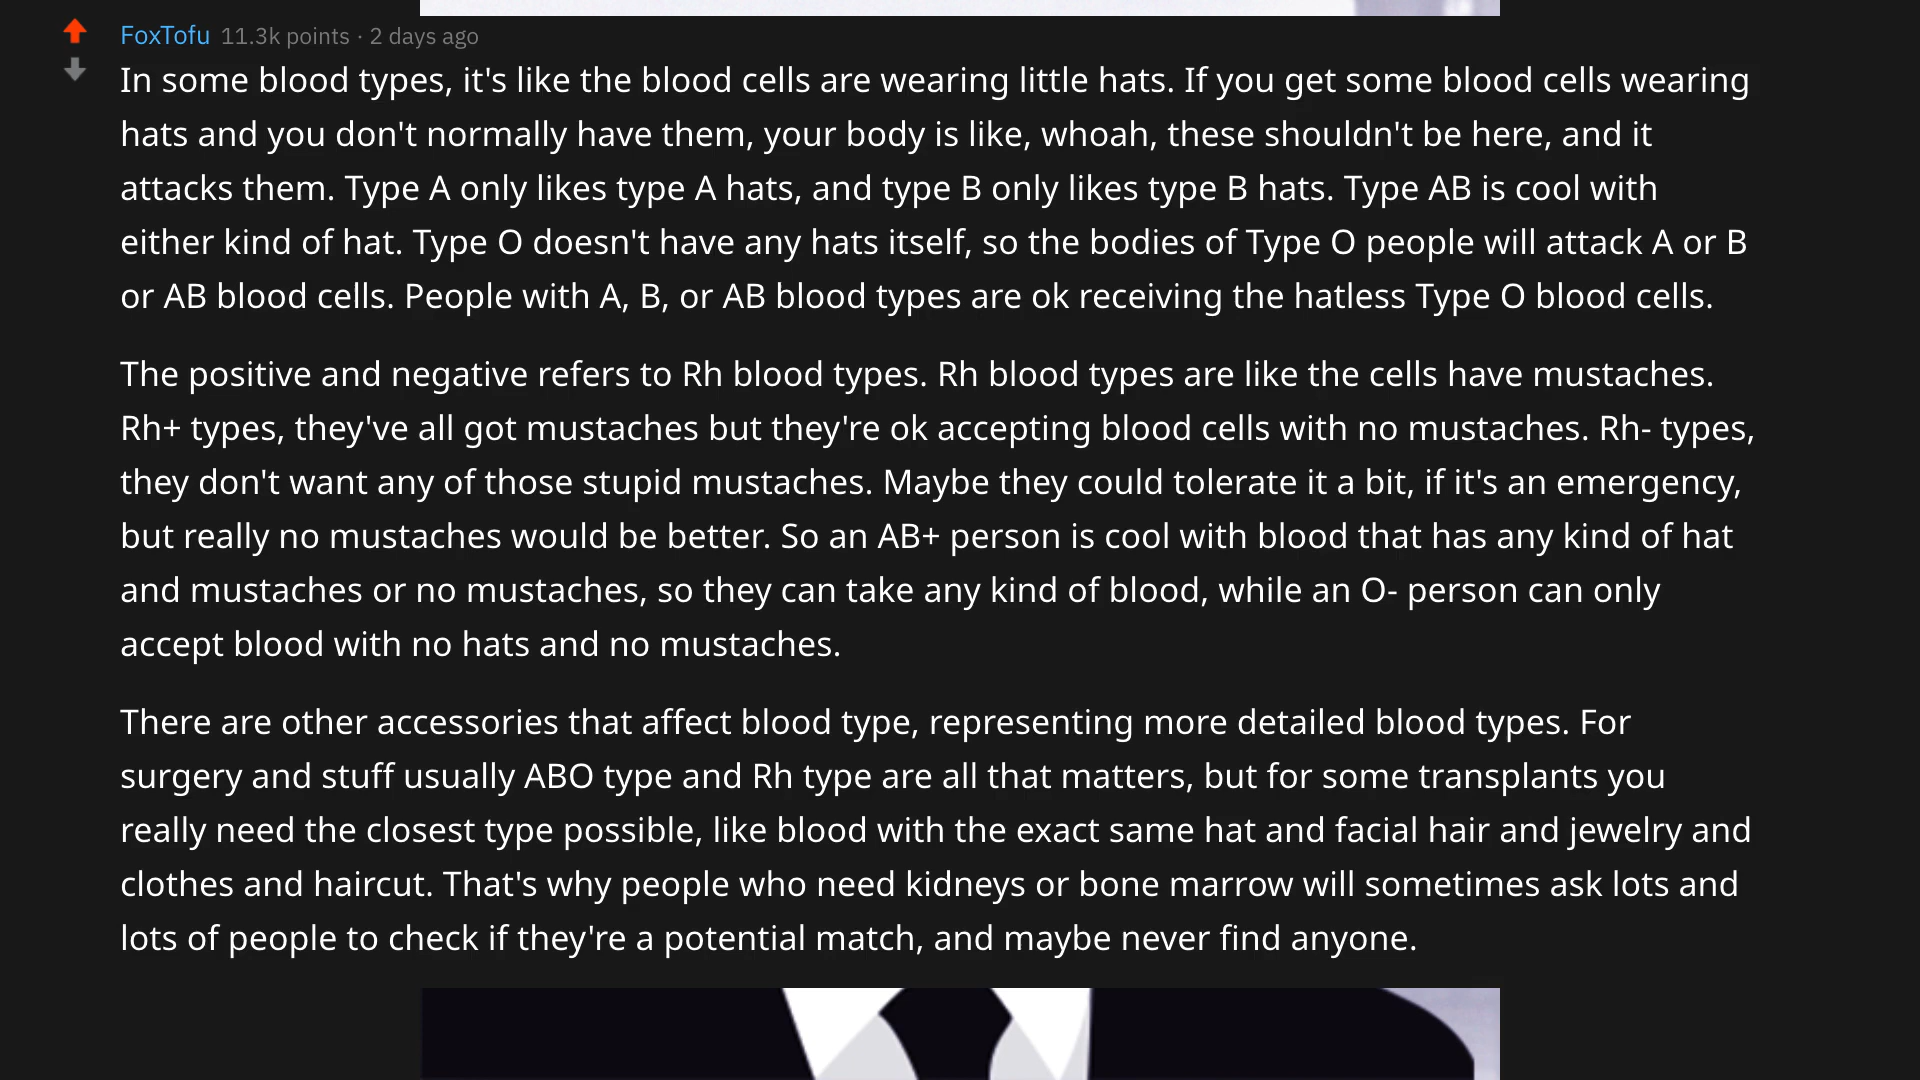 FoxTofu 11.3k points · 2 days ago
In some blood types, it's like the blood cells are wearing little hats. If you get some blood cells wearing
hats and you don't normally have them, your body is like, whoah, these shouldn't be here, and it
attacks them. Type A only likes type A hats, and type B only likes type B hats. Type AB is cool with
either kind of hat. Type O doesn't have any hats itself, so the bodies of Type O people will attack A or B
or AB blood cells. People with A, B, or AB blood types are ok receiving the hatless Type O blood cells.
The positive and negative refers to Rh blood types. Rh blood types are like the cells have mustaches.
Rh+ types, they've all got mustaches but they're ok accepting blood cells with no mustaches. Rh- types,
they don't want any of those stupid mustaches. Maybe they could tolerate it a bit, if it's an emergency,
but really no mustaches would be better. So an AB+ person is cool with blood that has any kind of hat
and mustaches or no mustaches, so they can take any kind of blood, while an O- person can only
accept blood with no hats and no mustaches.
There are other accessories that affect blood type, representing more detailed blood types. For
surgery and stuff usually ABO type and Rh type are all that matters, but for some transplants you
really need the closest type possible, like blood with the exact same hat and facial hair and jewelry and
clothes and haircut. That's why people who need kidneys or bone marrow will sometimes ask lots and
lots of people to check if they're a potential match, and maybe never find anyone.